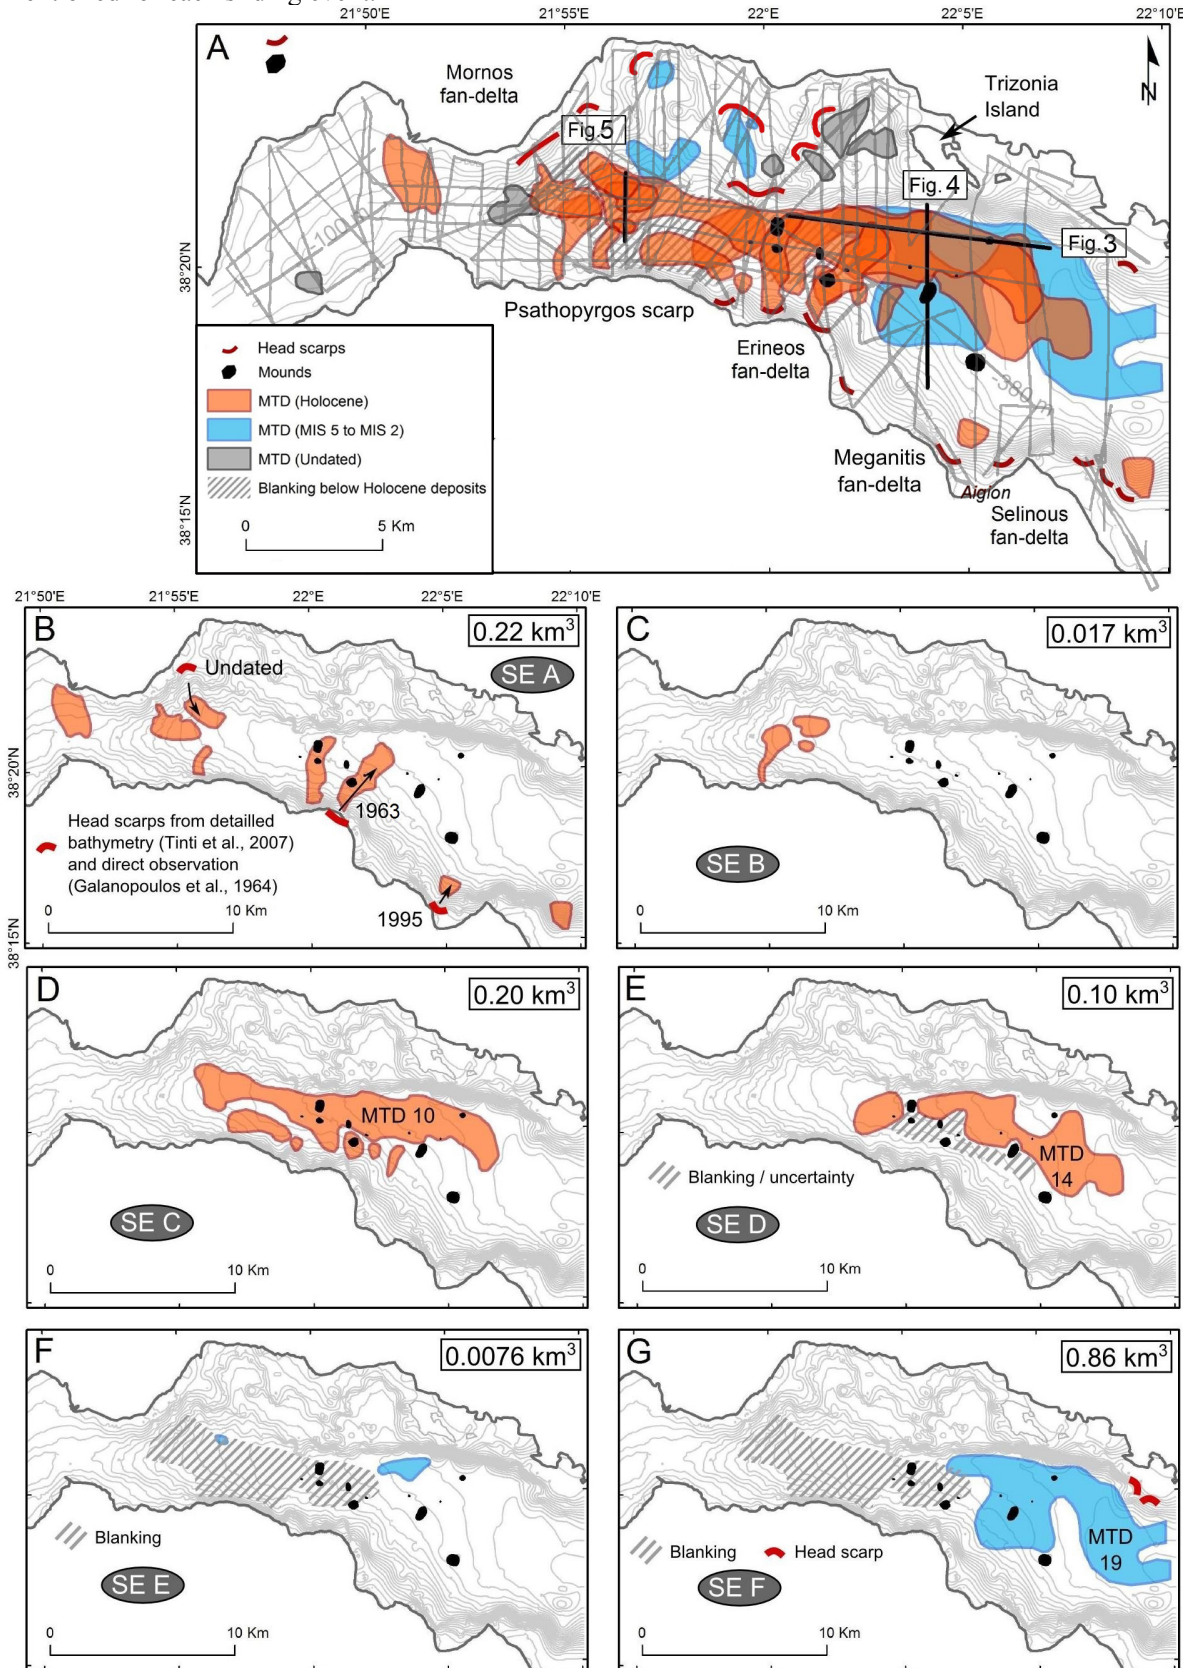 21°50'E 21°55'E 22°0'E 22°5'E 22°10'E
A
N
Mornos
fan-delta
Trizonia
Island
Fig. 5
Fig. 4
Fig. 3
-100 m
38°20'N
Psathopyrgos scarp
Erineos
fan-delta
-380 m
Meganitis
fan-delta
Aigion
Selinous
fan-delta
38°15'N
Head scarps
Mounds
MTD (Holocene)
MTD (MIS 5 to MIS 2)
MTD (Undated)
Blanking below Holocene deposits
0 5 Km
21°50'E 21°55'E 22°0'E 22°5'E 22°10'E
B
0.22 km³
SE A
Undated
38°20'N
1963
Head scarps from detailled
bathymetry (Tinti et al., 2007)
and direct observation
(Galanopoulos et al., 1964)
1995
0 10 Km
38°15'N
C
0.017 km³
SE B
0 10 Km
D
0.20 km³
MTD 10
SE C
0 10 Km
E
0.10 km³
MTD
14
Blanking / uncertainty
SE D
0 10 Km
F
0.0076 km³
Blanking
SE E
0 10 Km
G
0.86 km³
MTD
19
Blanking
Head scarp
SE F
0 10 Km